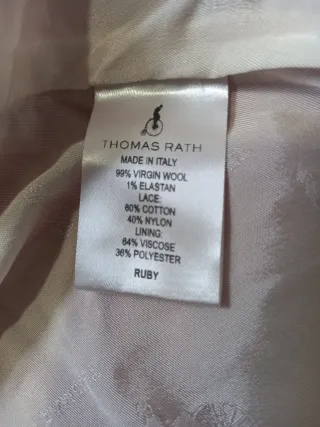 THOMAS RATH
MADE IN ITALY
99% VIRGIN WOOL
1% ELASTAN
LACE:
60% COTTON
40% NYLON
LINING:
64% VISCOSE
36% POLYESTER
RUBY